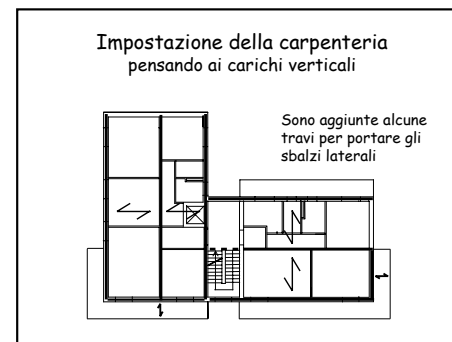 Impostazione della carpenteria
pensando ai carichi verticali
Sono aggiunte alcune
travi per portare gli
sbalzi laterali